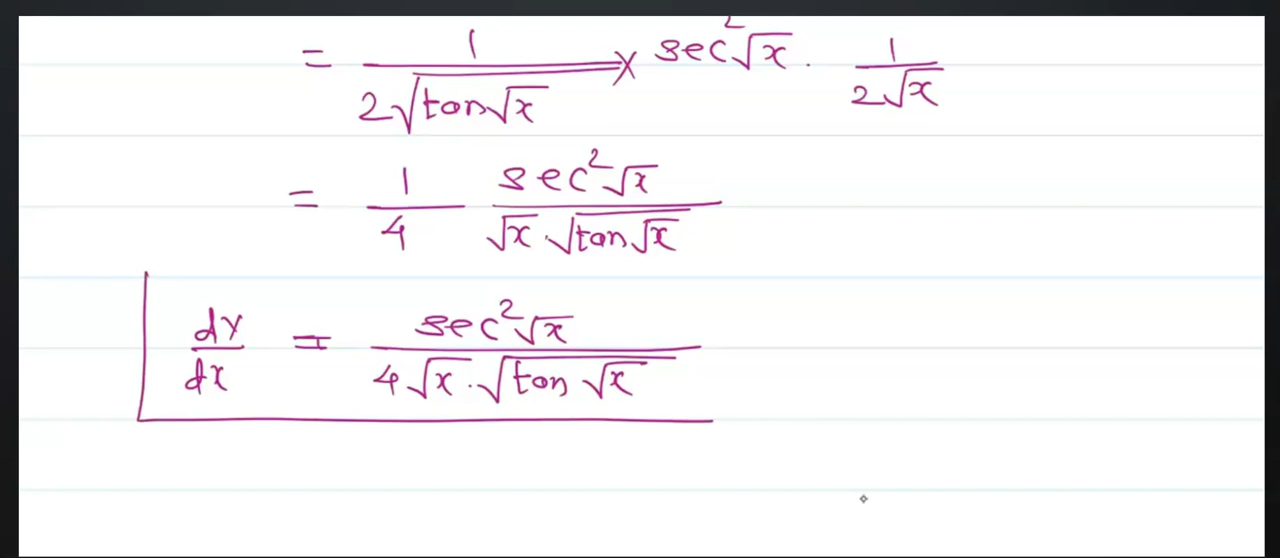 = 1/(2√(tan√x)) × sec²√x · 1/(2√x)
= 1/4 sec²√x/(√x · √(tan√x))
dy/dx = sec²√x/(4√x · √(tan √x))